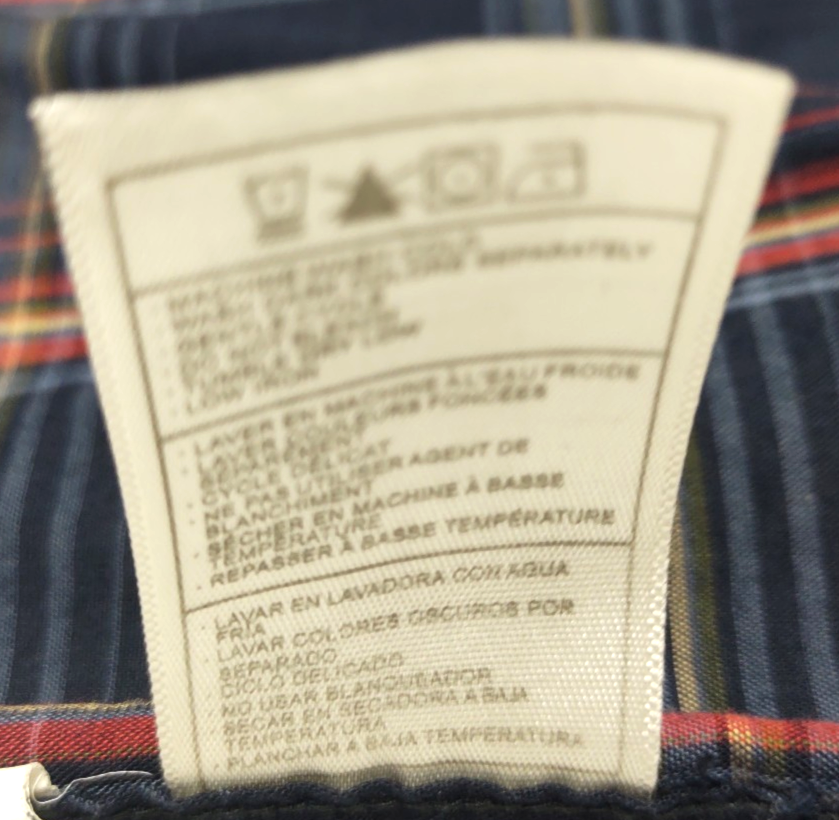 · MACHINE WASH COLD
· WASH DARK COLORS SEPARATELY
· GENTLE CYCLE
· DO NOT BLEACH
· TUMBLE DRY LOW
· LOW IRON
· LAVER EN MACHINE À L'EAU FROIDE
· LAVER COULEURS FONCÉES
SÉPARÉMENT
· CYCLE DÉLICAT
· NE PAS UTILISER AGENT DE
BLANCHIMENT
· SÉCHER EN MACHINE À BASSE
TEMPÉRATURE
· REPASSER À BASSE TEMPÉRATURE
· LAVAR EN LAVADORA CON AGUA
FRIA
· LAVAR COLORES OSCUROS POR
SEPARADO
· CICLO DELICADO
· NO USAR BLANQUEADOR
· SECAR EN SECADORA A BAJA
TEMPERATURA
· PLANCHAR A BAJA TEMPERATURA